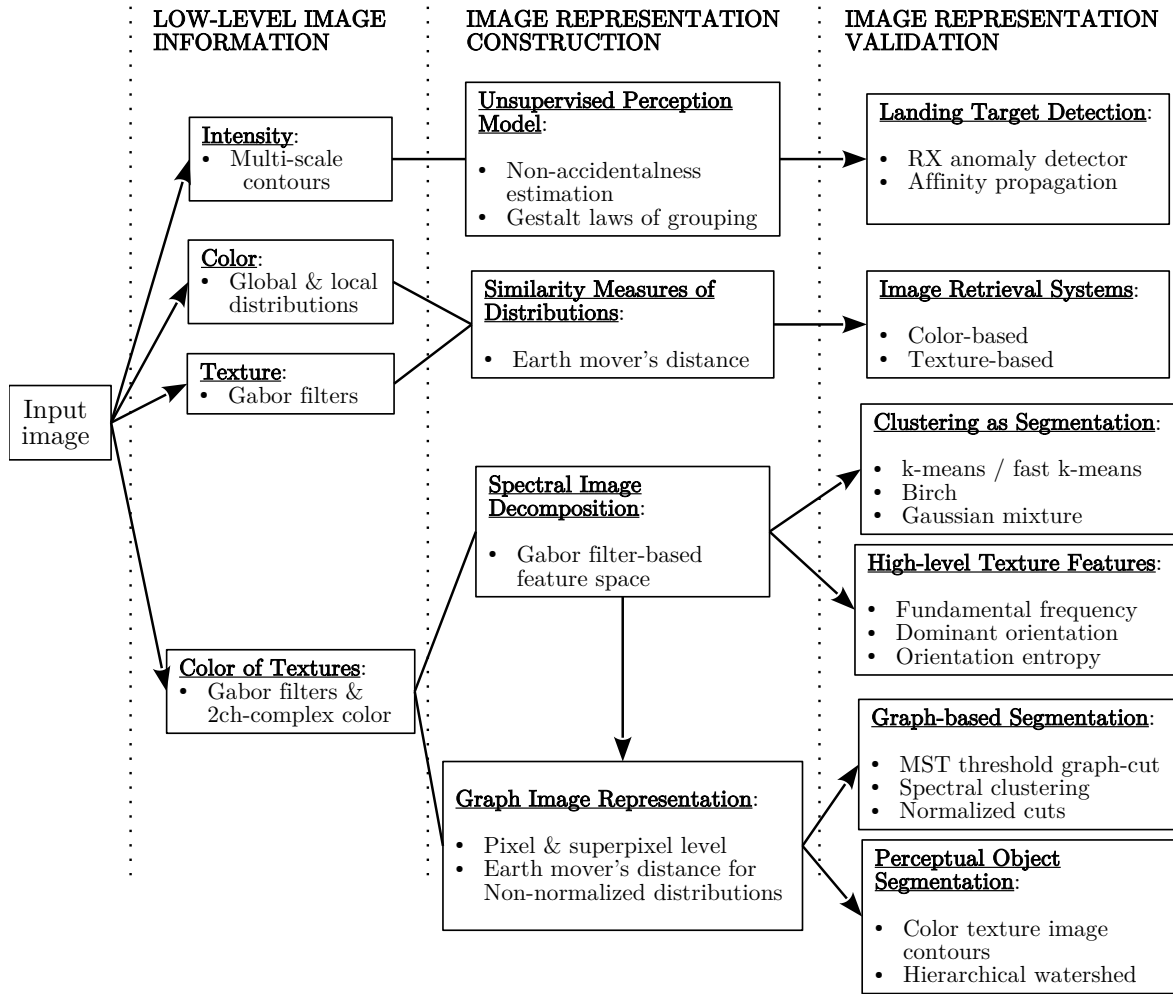 LOW-LEVEL IMAGE
INFORMATION
IMAGE REPRESENTATION
CONSTRUCTION
IMAGE REPRESENTATION
VALIDATION
Input
image
Intensity:
• Multi-scale
contours
Color:
• Global & local
distributions
Texture:
• Gabor filters
Color of Textures:
• Gabor filters &
2ch-complex color
Unsupervised Perception
Model:
• Non-accidentalness
estimation
• Gestalt laws of grouping
Similarity Measures of
Distributions:
• Earth mover's distance
Spectral Image
Decomposition:
• Gabor filter-based
feature space
Graph Image Representation:
• Pixel & superpixel level
• Earth mover's distance for
Non-normalized distributions
Landing Target Detection:
• RX anomaly detector
• Affinity propagation
Image Retrieval Systems:
• Color-based
• Texture-based
Clustering as Segmentation:
• k-means / fast k-means
• Birch
• Gaussian mixture
High-level Texture Features:
• Fundamental frequency
• Dominant orientation
• Orientation entropy
Graph-based Segmentation:
• MST threshold graph-cut
• Spectral clustering
• Normalized cuts
Perceptual Object
Segmentation:
• Color texture image
contours
• Hierarchical watershed